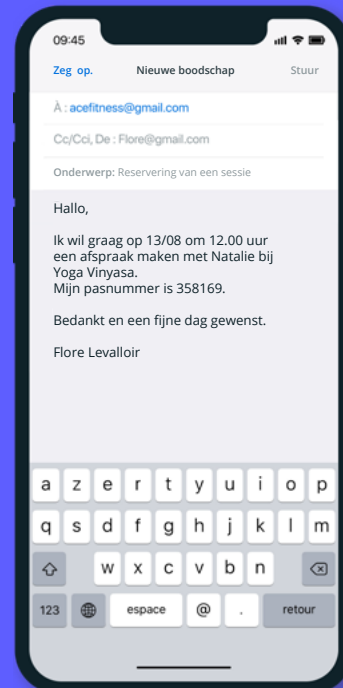 09:45
Zeg op. Nieuwe boodschap Stuur
À : acefitness@gmail.com
Cc/Cci, De : Flore@gmail.com
Onderwerp: Reservering van een sessie
Hallo,
Ik wil graag op 13/08 om 12.00 uur
een afspraak maken met Natalie bij
Yoga Vinyasa.
Mijn pasnummer is 358169.
Bedankt en een fijne dag gewenst.
Flore Levalloir
a z e r t y u i o p
q s d f g h j k l m
w x c v b n
123 espace @ . retour